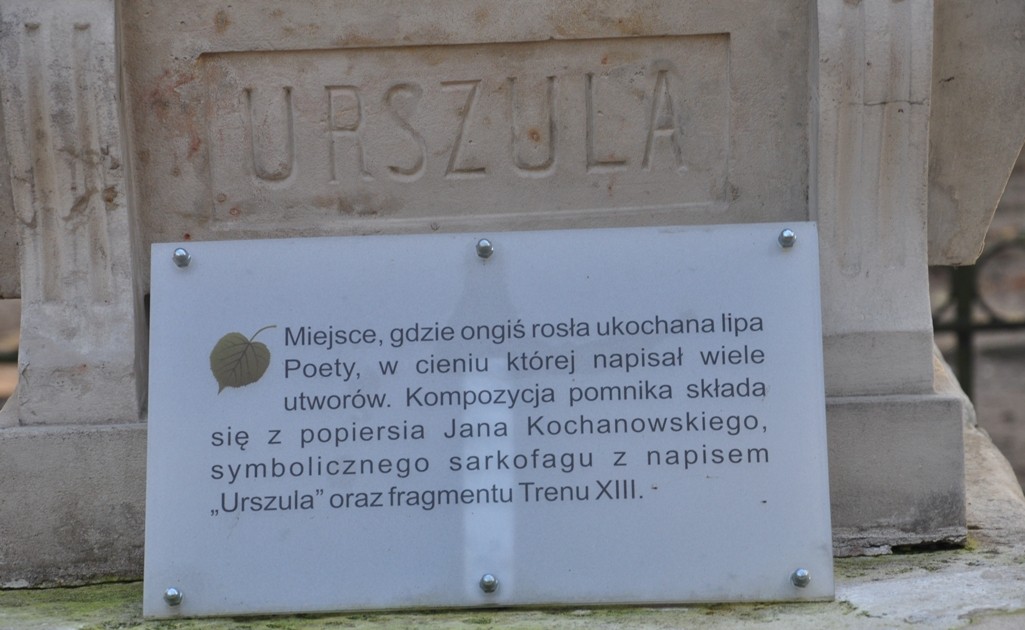 URSZULA
Miejsce, gdzie ongiś rosła ukochana lipa
Poety, w cieniu której napisał wiele
utworów. Kompozycja pomnika składa
się z popiersia Jana Kochanowskiego,
symbolicznego sarkofagu z napisem
„Urszula” oraz fragmentu Trenu XIII.